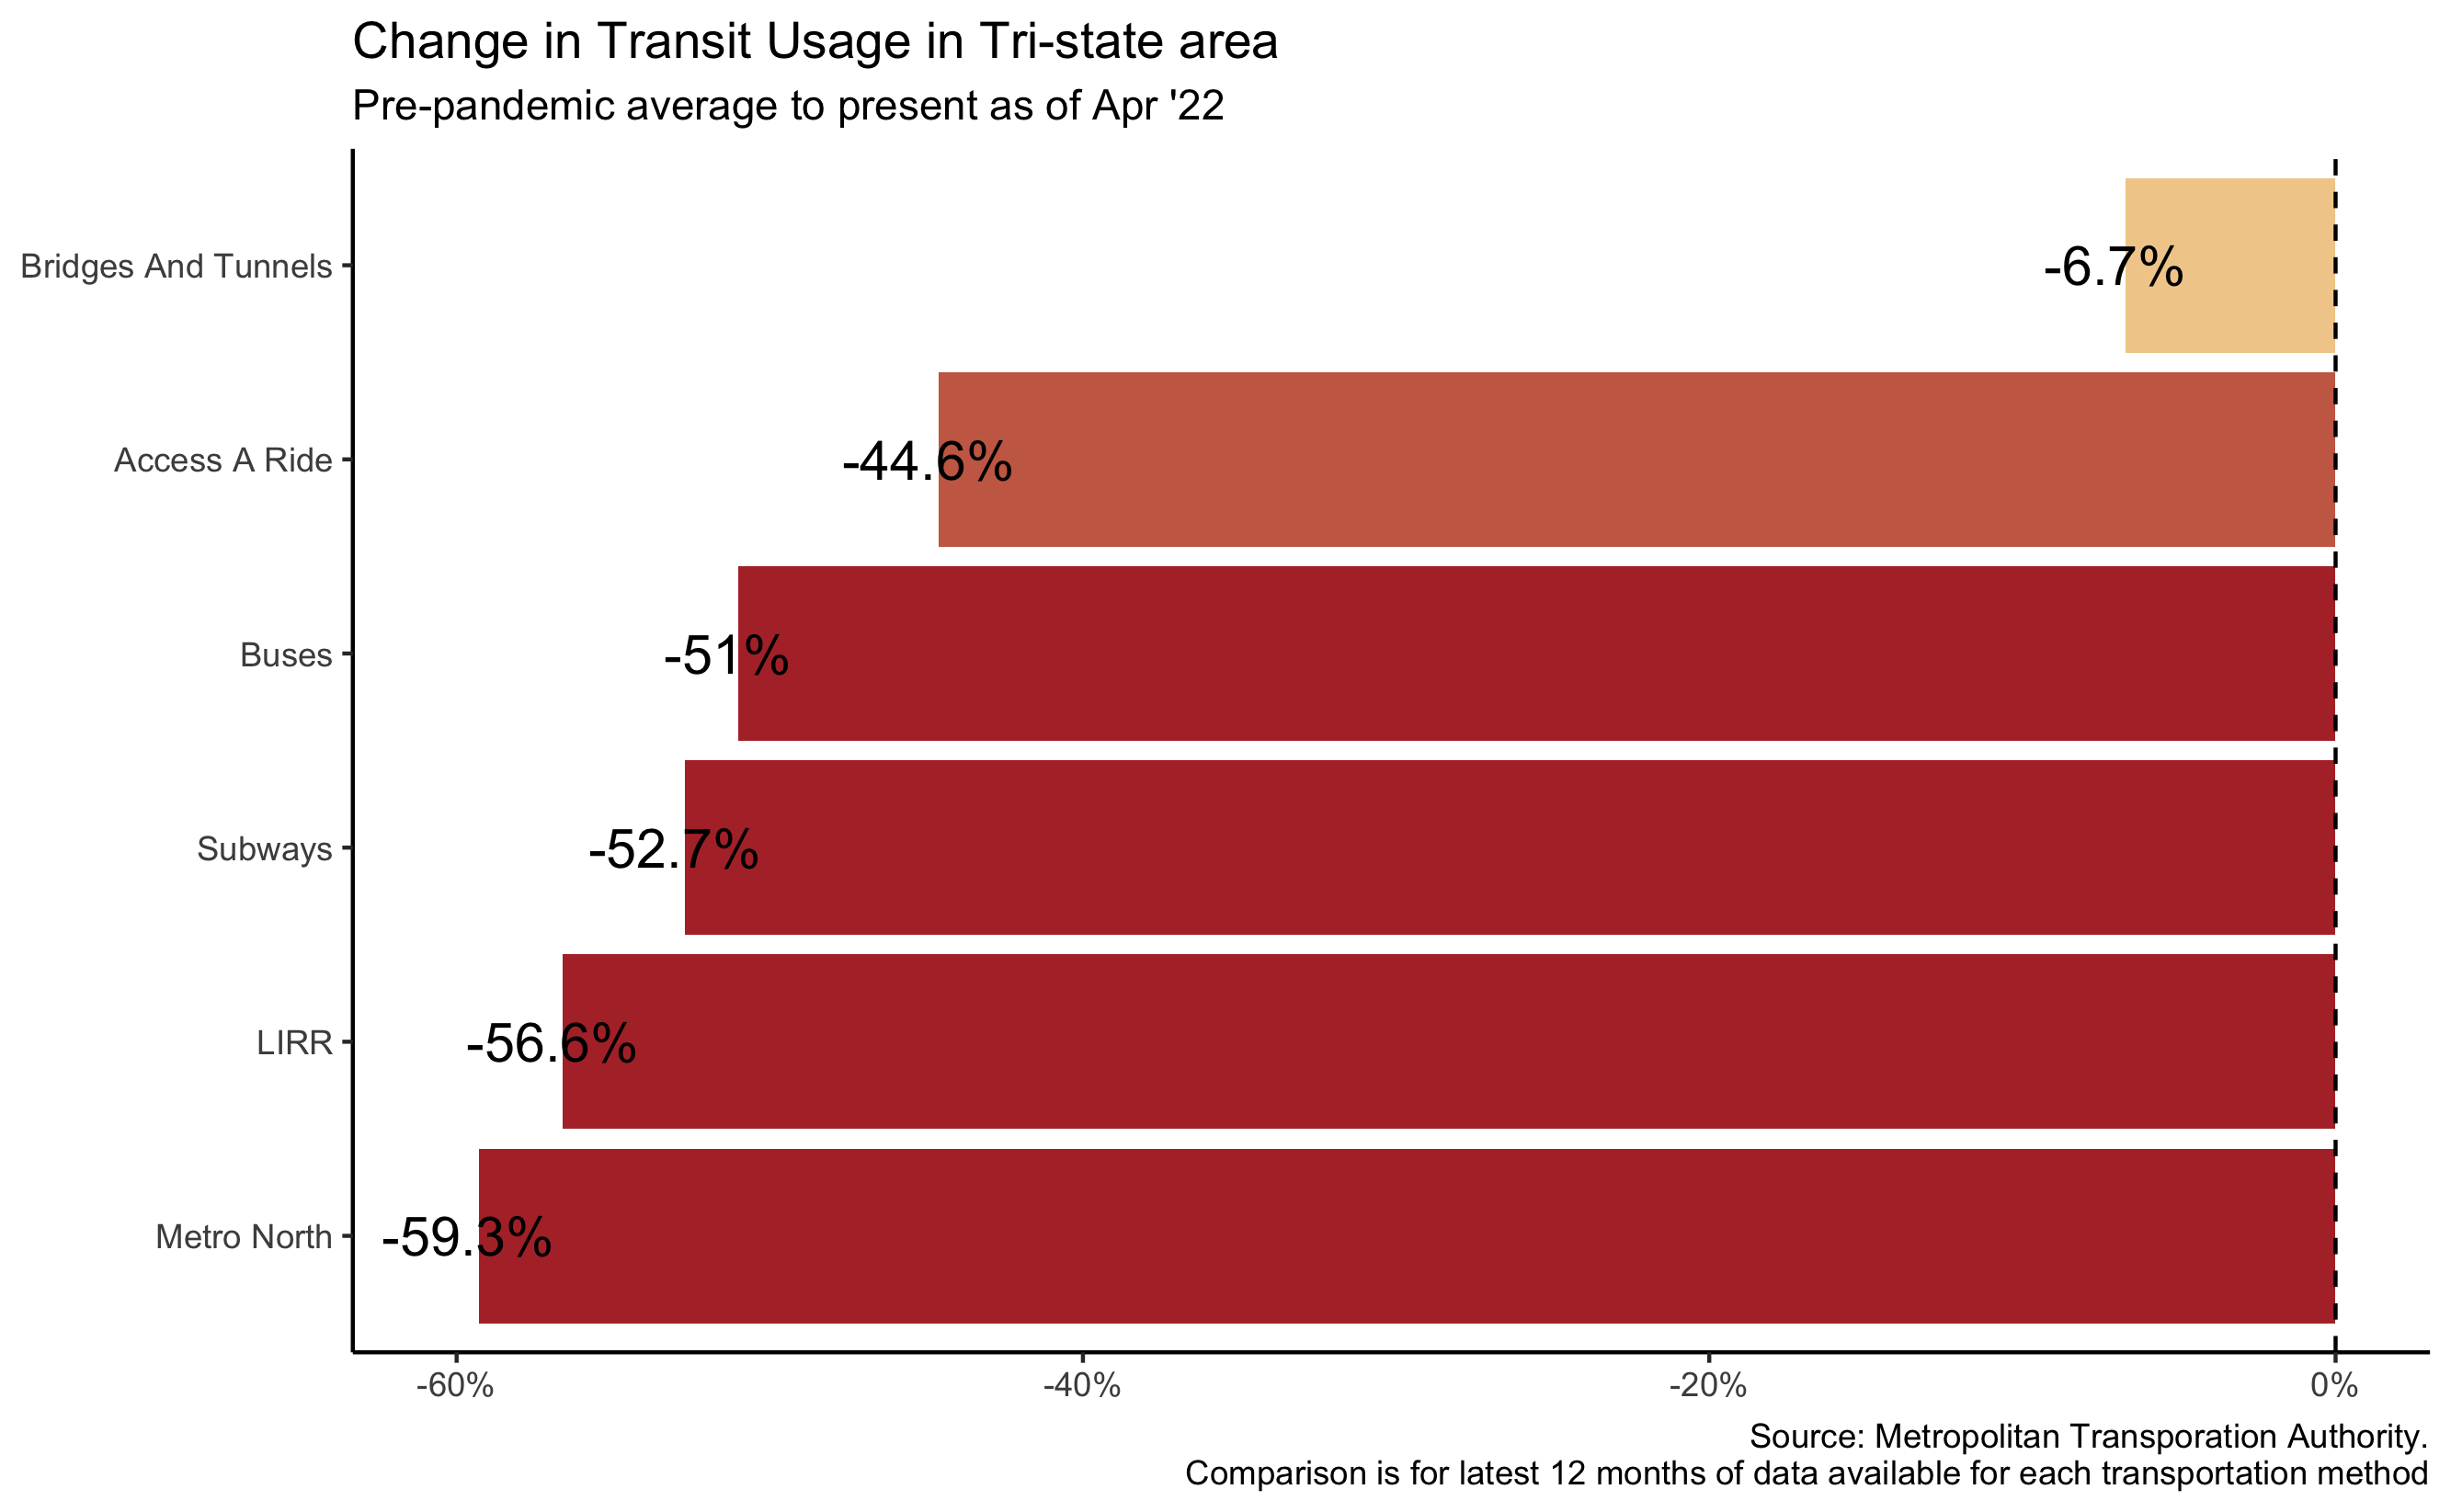 Change in Transit Usage in Tri-state area
Pre-pandemic average to present as of Apr '22
Bridges And Tunnels
-6.7%
Access A Ride
-44.6%
Buses
-51%
Subways
-52.7%
LIRR
-56.6%
Metro North
-59.3%
-60%
-40%
-20%
0%
Source: Metropolitan Transporation Authority.
Comparison is for latest 12 months of data available for each transportation method